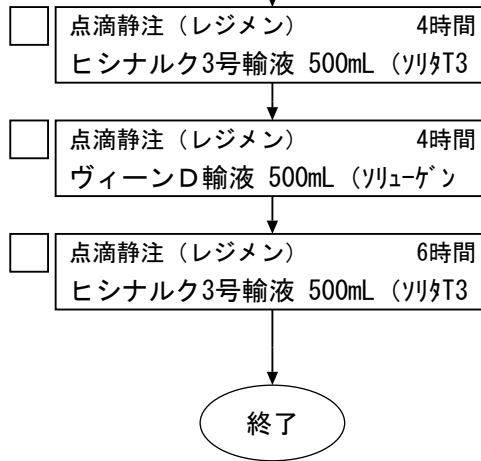 点滴静注（レジメン） 4時間
ヒシナルク3号輸液 500mL（ｿﾘﾀT3
点滴静注（レジメン） 4時間
ヴィーンＤ輸液 500mL（ｿﾘｭｰｹﾞﾝ
点滴静注（レジメン） 6時間
ヒシナルク3号輸液 500mL（ｿﾘﾀT3
終了